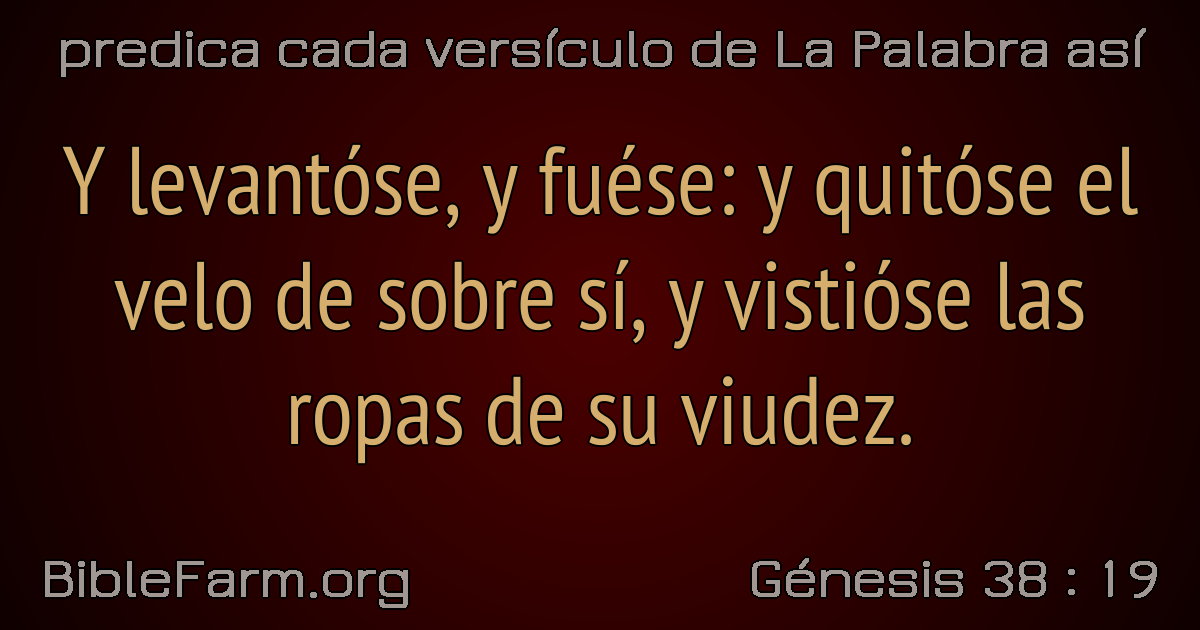 predica cada versículo de La Palabra así
Y levantóse, y fuése: y quitóse el
velo de sobre sí, y vistióse las
ropas de su viudez.
BibleFarm.org
Génesis 38 : 19